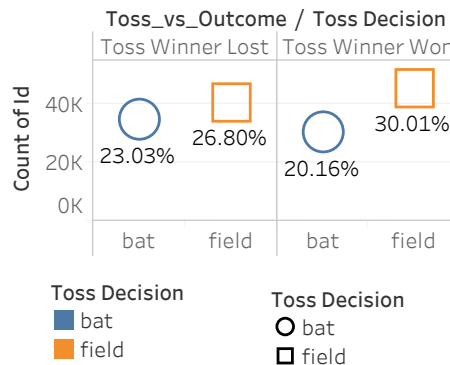 Toss_vs_Outcome / Toss Decision
Toss Winner Lost Toss Winner Won
Count of Id
40K
20K
0K
23.03% 26.80% 20.16% 30.01%
bat field bat field
Toss Decision
bat
field
Toss Decision
bat
field